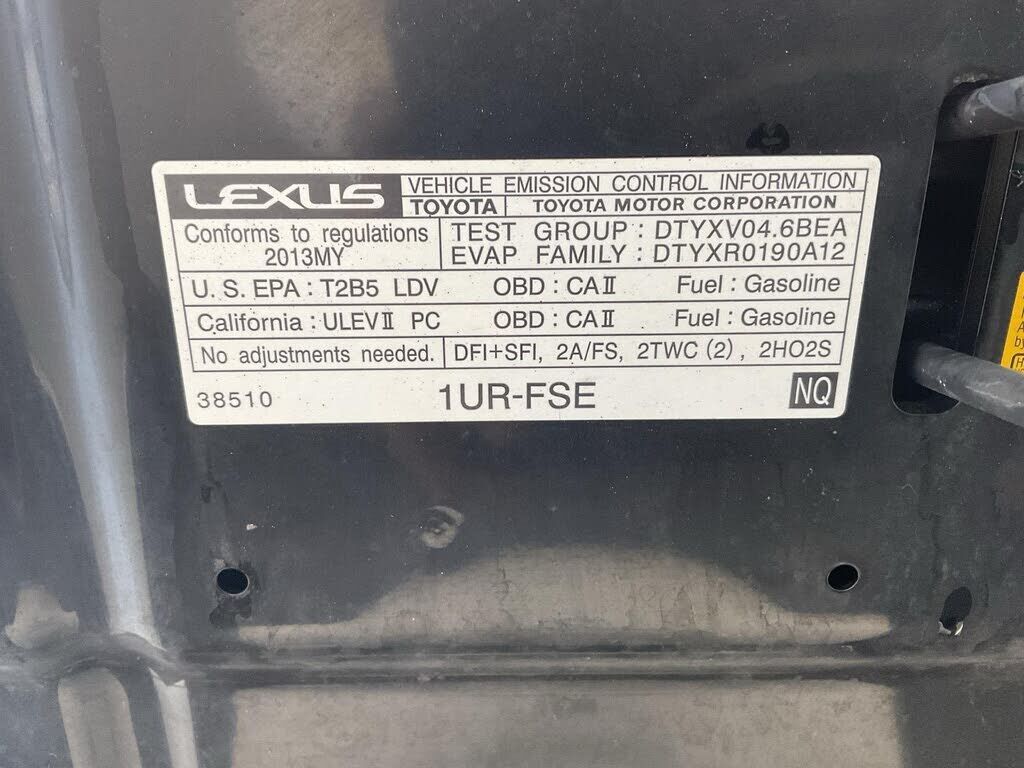 LEXUS VEHICLE EMISSION CONTROL INFORMATION
TOYOTA TOYOTA MOTOR CORPORATION
Conforms to regulations
2013MY
TEST GROUP : DTYXV04.6BEA
EVAP FAMILY : DTYXR0190A12
U.S. EPA : T2B5 LDV OBD : CAⅡ Fuel : Gasoline
California : ULEVⅡ PC OBD : CAⅡ Fuel : Gasoline
No adjustments needed. DFI+SFI, 2A/FS, 2TWC (2), 2HO2S
38510 1UR-FSE NQ